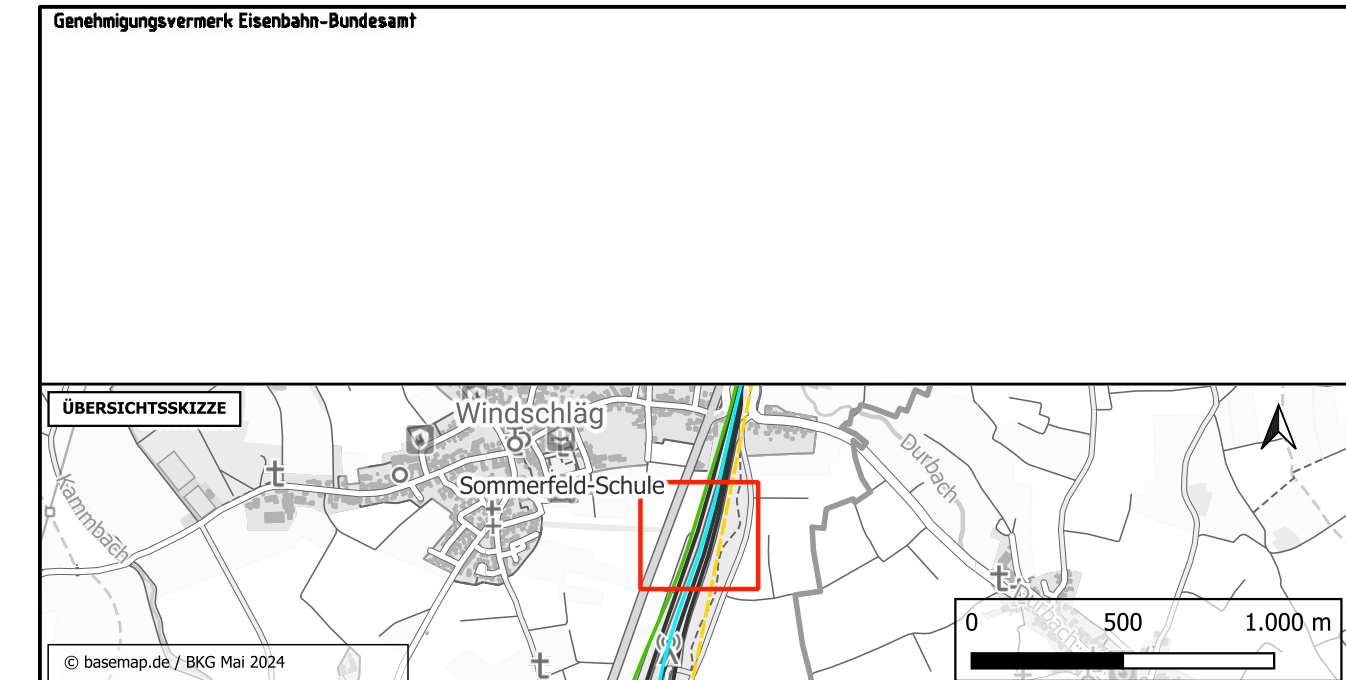 Genehmigungsvermerk Eisenbahn-Bundesamt
ÜBERSICHTSSKIZZE
Windschläg
Sommerfeld-Schule
Kammbach
Durbach
Durbach
0 500 1.000 m
© basemap.de / BKG Mai 2024